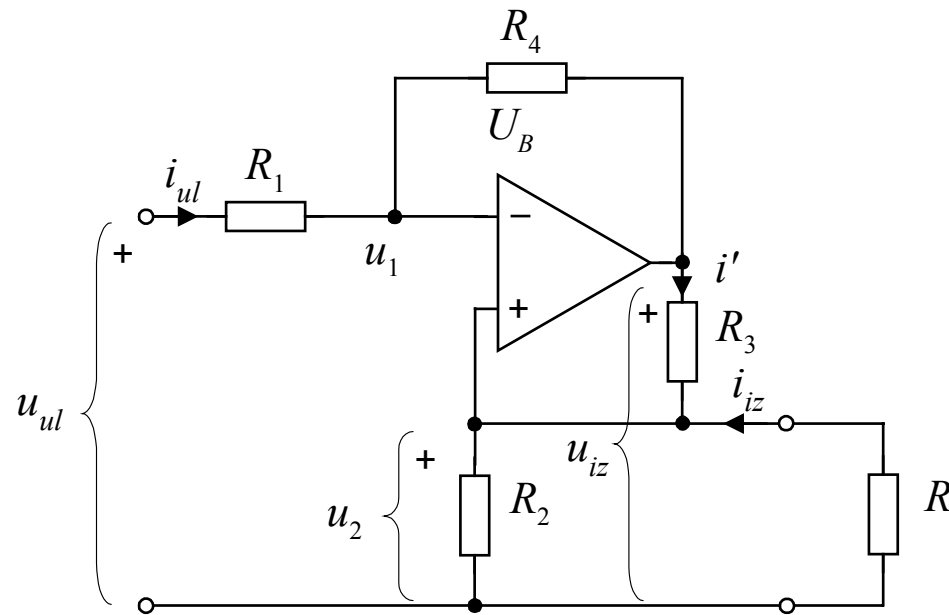 R4
UB
iul
R1
+
−
u1
i'
+
+
R3
iiz
uul
+
uiz
R2
R
u2